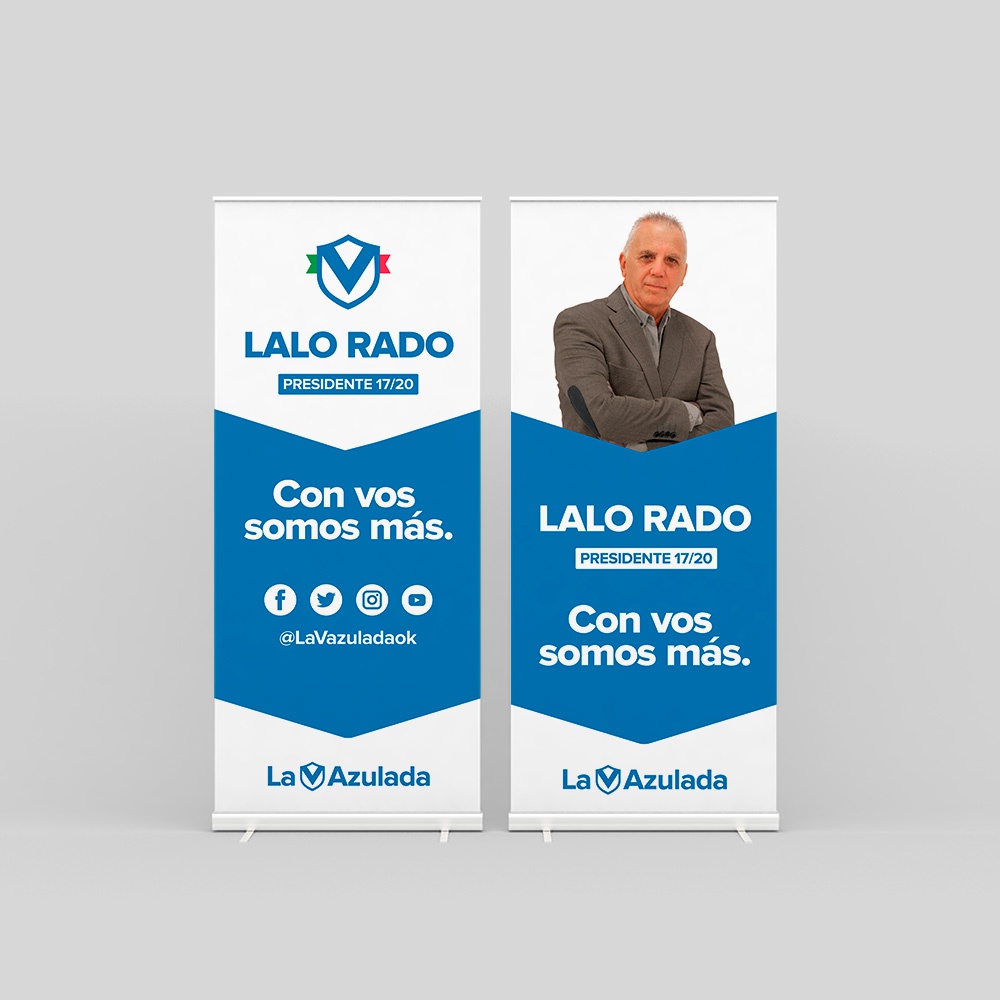 LALO RADO
PRESIDENTE 17/20
Con vos
somos más.
@LaVazuladaok
La V Azulada
LALO RADO
PRESIDENTE 17/20
Con vos
somos más.
La V Azulada